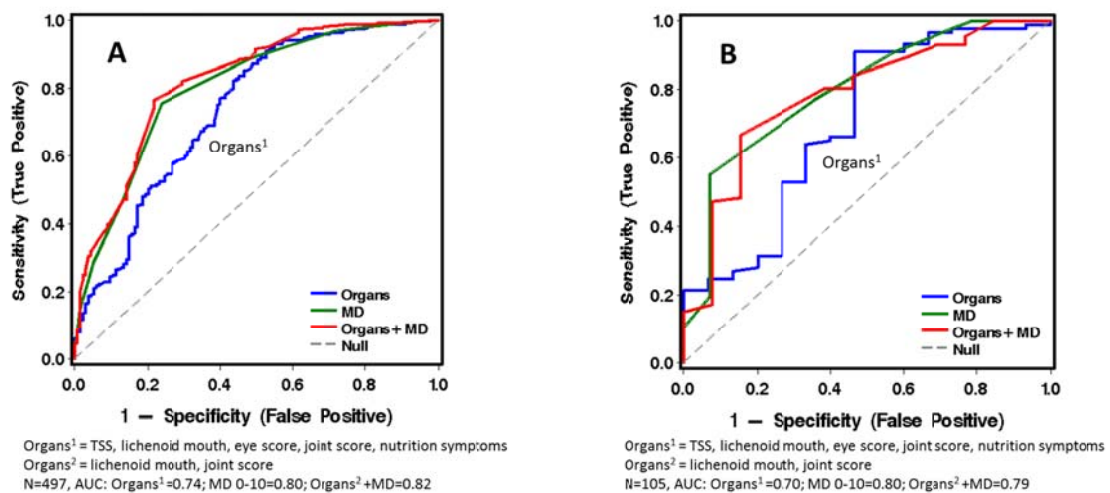 A
1.0
0.8
0.6
0.4
0.2
0.0
Sensitivity (True Positive)
Organs¹
Organs
MD
Organs+ MD
Null
0.0 0.2 0.4 0.6 0.8 1.0
1 – Specificity (False Positive)
Organs¹ = TSS, lichenoid mouth, eye score, joint score, nutrition symptoms
Organs² = lichenoid mouth, joint score
N=497, AUC: Organs¹=0.74; MD 0-10=0.80; Organs²+MD=0.82
B
1.0
0.8
0.6
0.4
0.2
0.0
Sensitivity (True Positive)
Organs¹
Organs
MD
Organs+ MD
Null
0.0 0.2 0.4 0.6 0.8 1.0
1 – Specificity (False Positive)
Organs¹ = TSS, lichenoid mouth, eye score, joint score, nutrition symptoms
Organs² = lichenoid mouth, joint score
N=105, AUC: Organs¹=0.70; MD 0-10=0.80; Organs²+MD=0.79